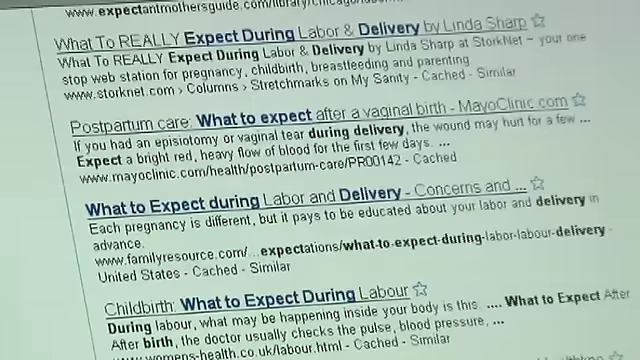 www.expectantmothersguide.com/library/chicago/
What To REALLY Expect During Labor & Delivery by Linda Sharp
What To REALLY Expect During Labor & Delivery by Linda Sharp at StorkNet ~ your one
stop web station for pregnancy, childbirth, breastfeeding and parenting
www.storknet.com › Columns › Stretchmarks on My Sanity - Cached - Similar
Postpartum care: What to expect after a vaginal birth - MayoClinic.com
If you had an episiotomy or vaginal tear during delivery, the wound may hurt for a few ...
Expect a bright red, heavy flow of blood for the first few days. ...
www.mayoclinic.com/health/postpartum-care/PR00142 - Cached
What to Expect during Labor and Delivery - Concerns and ...
Each pregnancy is different, but it pays to be educated about your labor and delivery in
advance.
www.familyresource.com/...expectations/what-to-expect-during-labor-labour-delivery -
United States - Cached - Similar
Childbirth: What to Expect During Labour
During labour, what may be happening inside your body is this. .... What to Expect After
After birth, the doctor usually checks the pulse, blood pressure, ...
www.womens-health.co.uk/labour.html - Cached - Similar